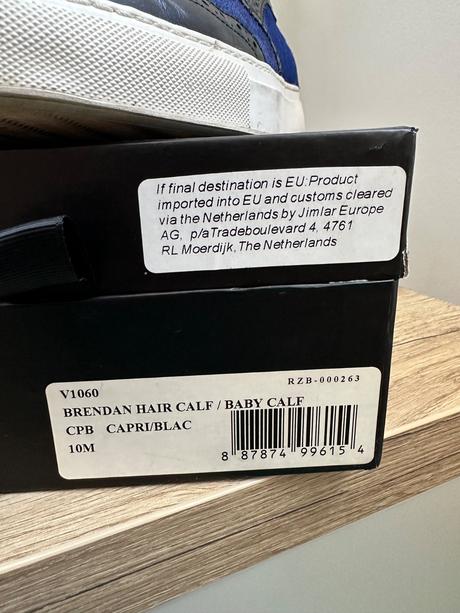 If final destination is EU:Product
imported into EU and customs cleared
via the Netherlands by Jimlar Europe
AG, p/aTradeboulevard 4, 4761
RL Moerdijk, The Netherlands
V1060
RZB-000263
BRENDAN HAIR CALF / BABY CALF
CPB CAPRI/BLAC
10M
8 87874 99615 4